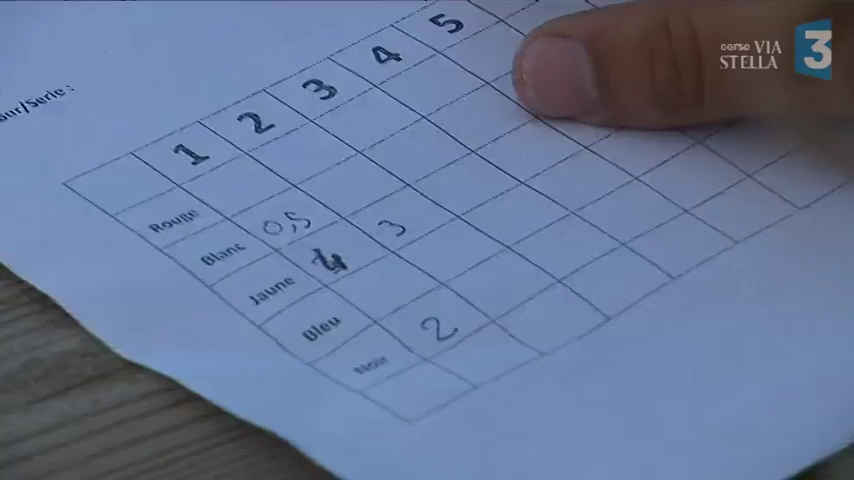 corse VIA
STELLA 3
our/Serie :
1 2 3 4 5
Rouge
Blanc 0,5
Jaune 4 3
Bleu
Noir 2